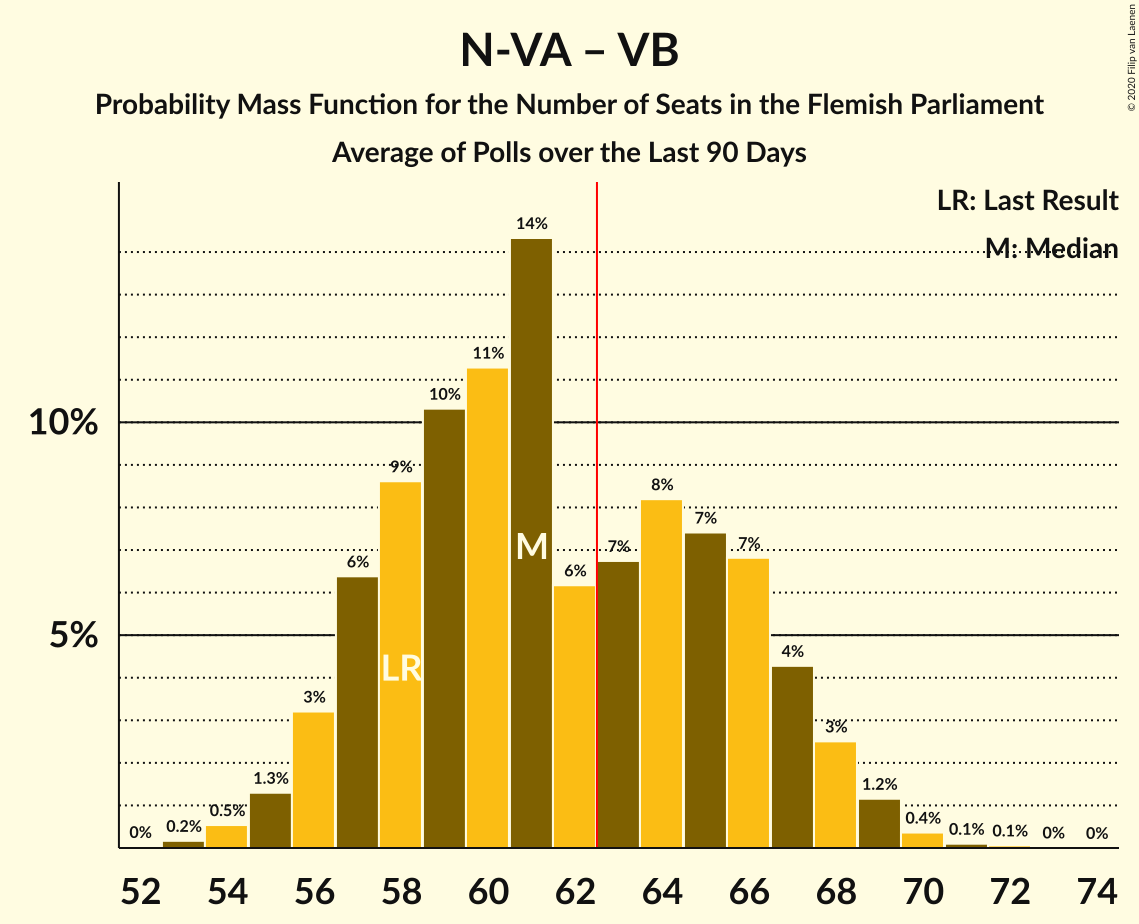 N-VA – VB
Probability Mass Function for the Number of Seats in the Flemish Parliament
Average of Polls over the Last 90 Days
© 2020 Filip van Laenen
LR: Last Result
M: Median
14%
11%
10%
10%
9%
8%
7%
7%
7%
M
6%
6%
5%
LR
4%
3%
3%
1.3%
1.2%
0.5%
0.4%
0% 0.2% 0.1% 0.1% 0% 0%
52 54 56 58 60 62 64 66 68 70 72 74